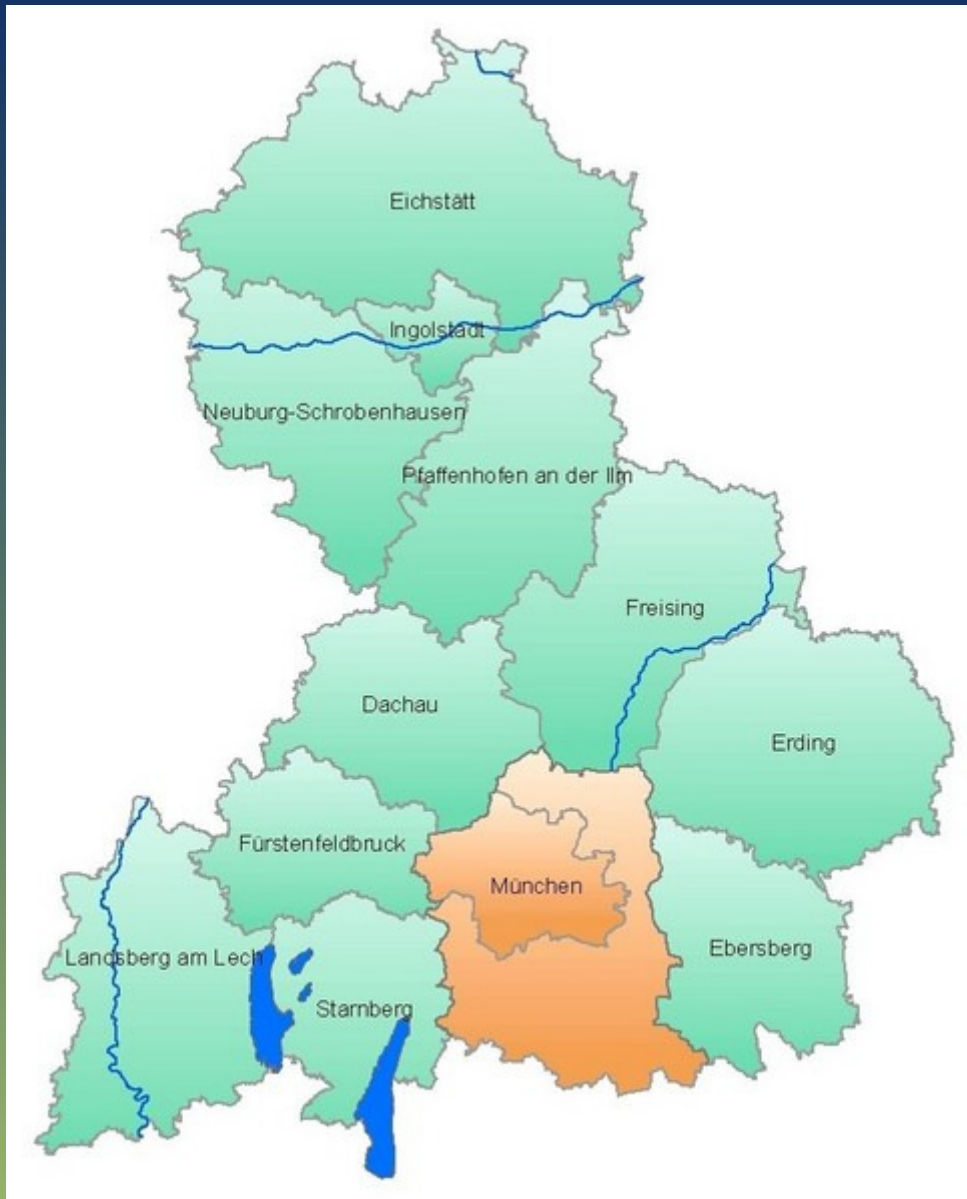 Eichstätt
Ingolstadt
Neuburg-Schrobenhausen
Pfaffenhofen an der Ilm
Freising
Dachau
Erding
Fürstenfeldbruck
München
Ebersberg
Landsberg am Lech
Starnberg